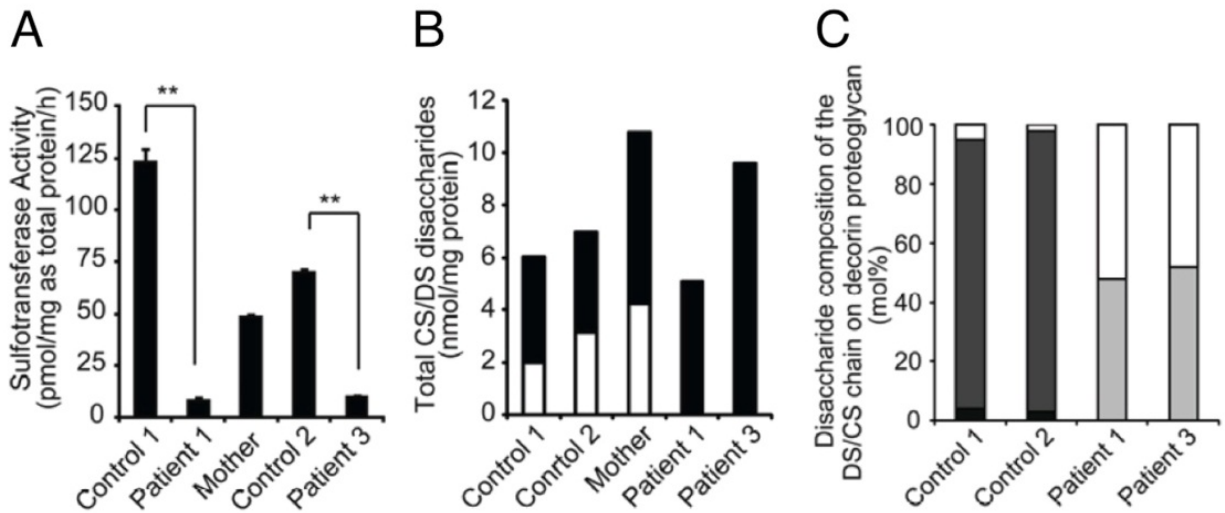 A
Sulfotransferase Activity
(pmol/mg as total protein/h)
150
125
100
75
50
25
0
**
**
Control 1
Patient 1
Mother
Control 2
Patient 3
B
Total CS/DS disaccharides
(nmol/mg protein)
12
10
8
6
4
2
0
Control 1
Conrtol 2
Mother
Patient 1
Patient 3
C
Disaccharide composition of the
DS/CS chain on decorin proteoglycan
(mol%)
100
80
60
40
20
0
Control 1
Control 2
Patient 1
Patient 3